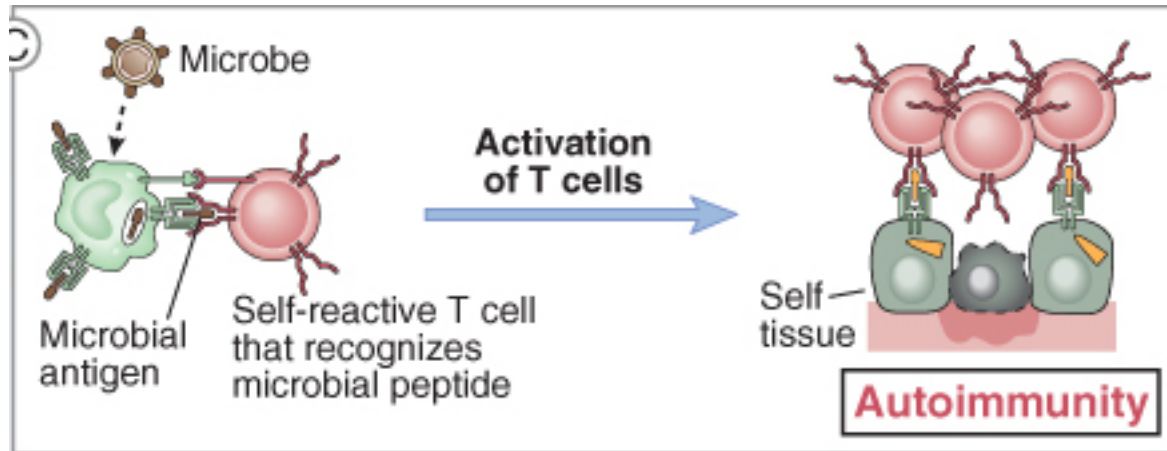 C
Microbe
Activation
of T cells
Microbial
antigen
Self-reactive T cell
that recognizes
microbial peptide
Self
tissue
Autoimmunity